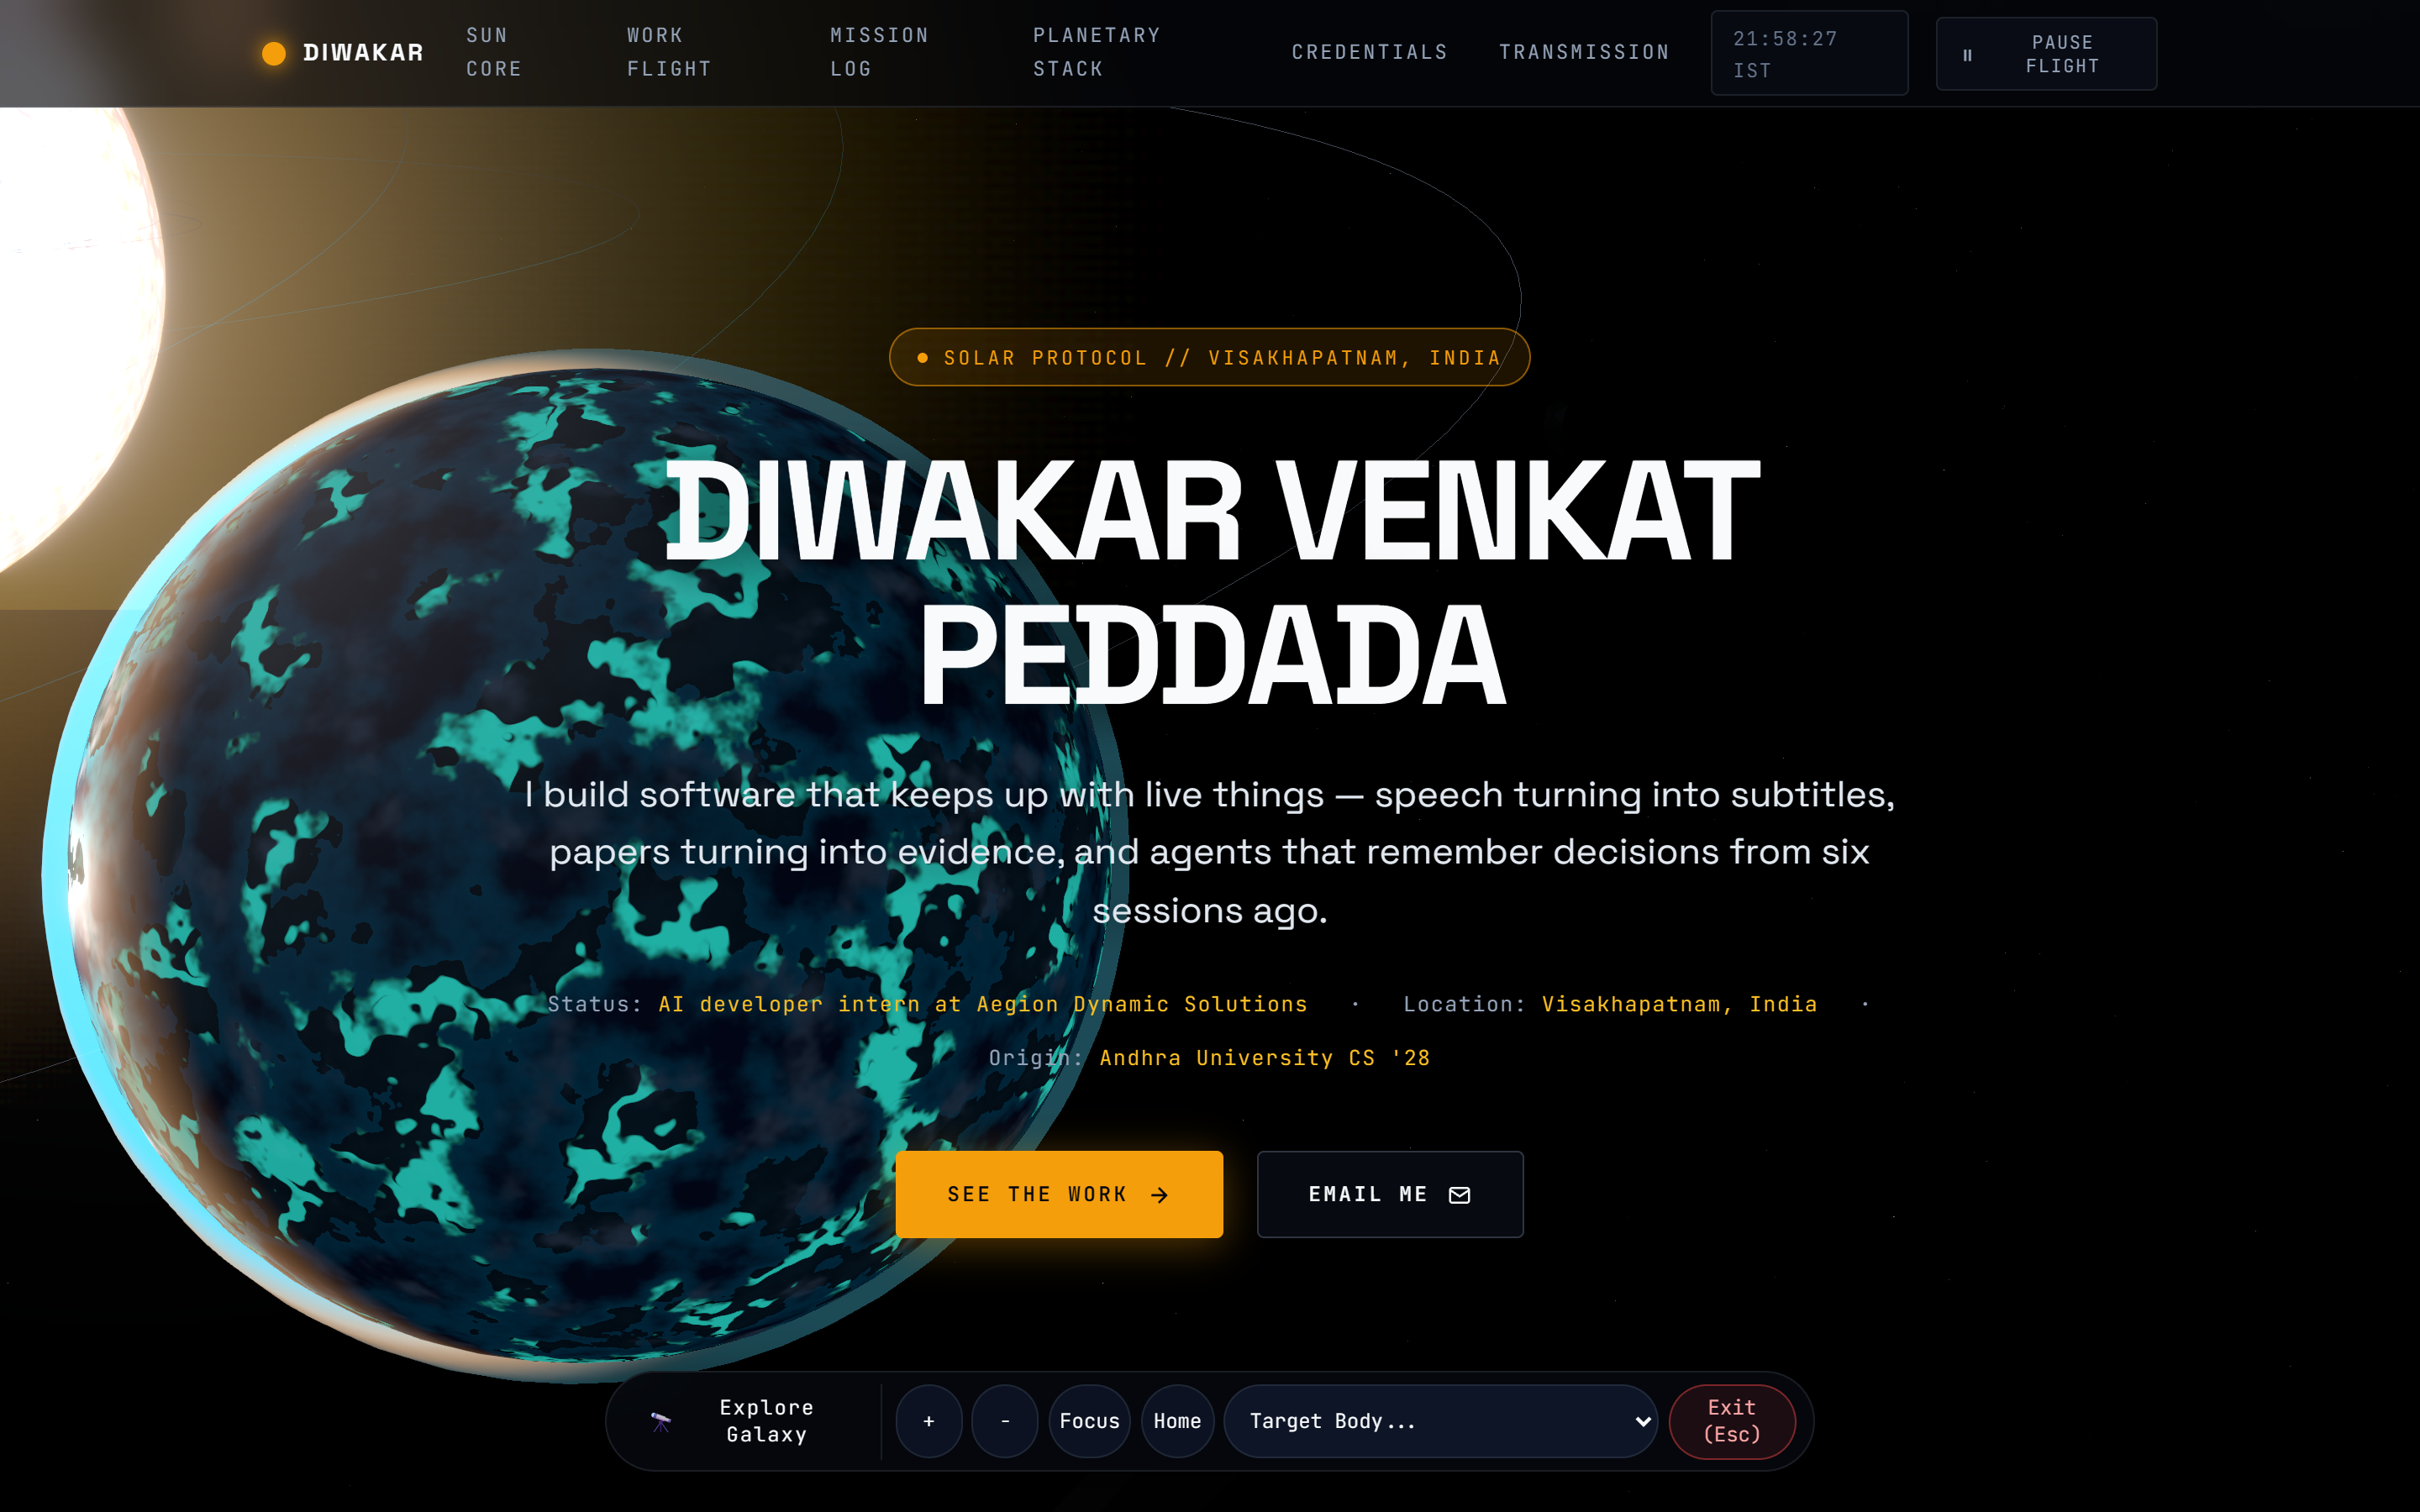 DIWAKAR
SUN
CORE
WORK
FLIGHT
MISSION
LOG
PLANETARY
STACK
CREDENTIALS
TRANSMISSION
21:58:27
IST
PAUSE
FLIGHT
SOLAR PROTOCOL // VISAKHAPATNAM, INDIA
DIWAKAR VENKAT
PEDDADA
I build software that keeps up with live things — speech turning into subtitles,
papers turning into evidence, and agents that remember decisions from six
sessions ago.
Status: AI developer intern at Aegion Dynamic Solutions · Location: Visakhapatnam, India ·
Origin: Andhra University CS '28
SEE THE WORK →
EMAIL ME
Explore
Galaxy
+
-
Focus
Home
Target Body...
Exit
(Esc)